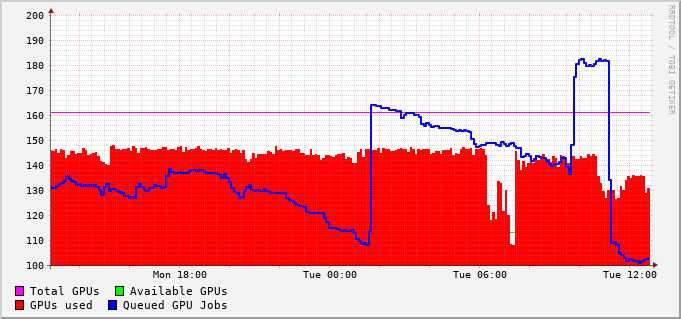 200
190
180
170
160
150
140
130
120
110
100
Mon 18:00 Tue 00:00 Tue 06:00 Tue 12:00
Total GPUs Available GPUs
GPUs used Queued GPU Jobs
RRDTOOL / TOBI OETIKER